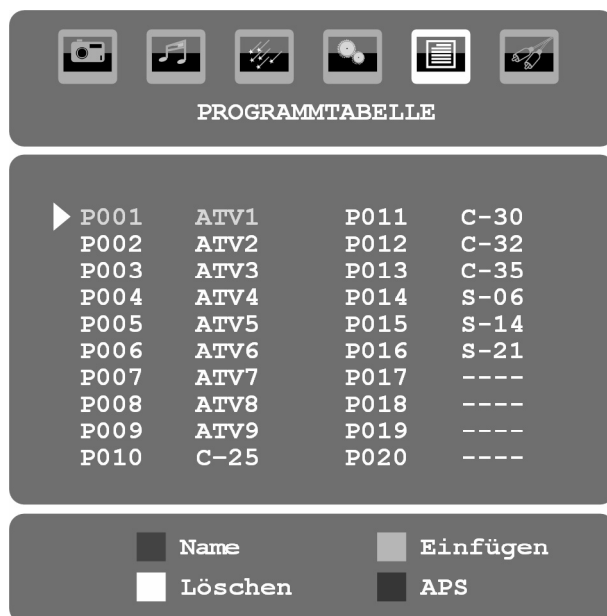 PROGRAMMTABELLE
P001 ATV1 P011 C-30
P002 ATV2 P012 C-32
P003 ATV3 P013 C-35
P004 ATV4 P014 S-06
P005 ATV5 P015 S-14
P006 ATV6 P016 S-21
P007 ATV7 P017 ----
P008 ATV8 P018 ----
P009 ATV9 P019 ----
P010 C-25 P020 ----
Name Einfügen
Löschen APS